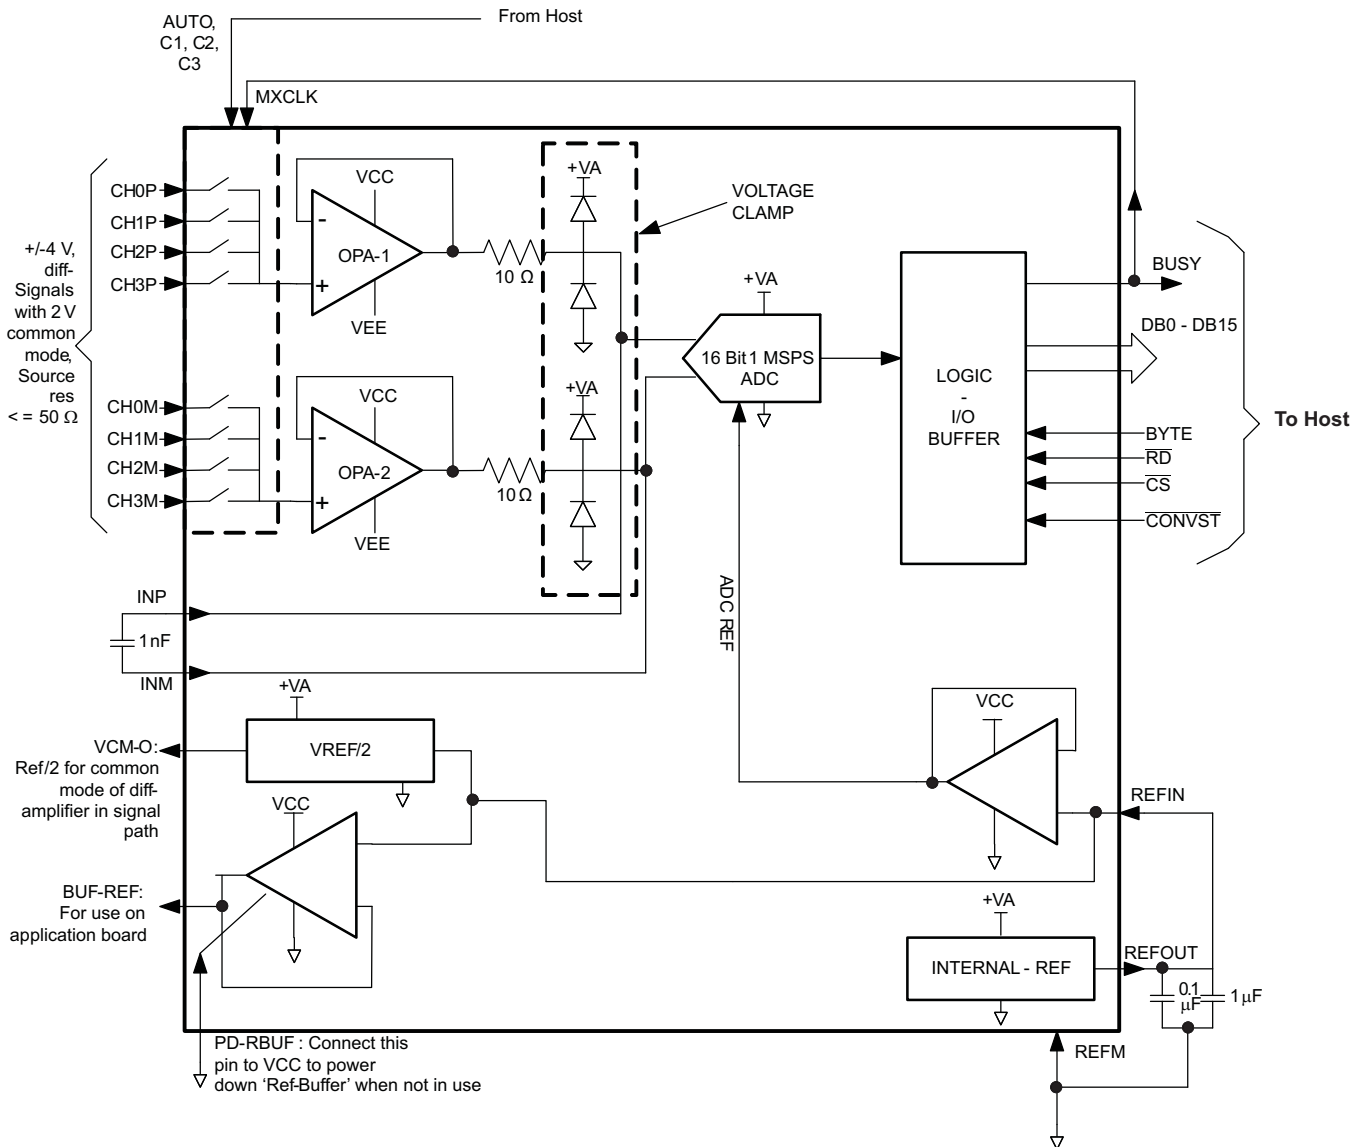 From Host
AUTO,
C1, C2,
C3
MXCLK
+/-4 V,
diff-
Signals
with 2 V
common
mode,
Source
res
< = 50 Ω
CH0P
CH1P
CH2P
CH3P
CH0M
CH1M
CH2M
CH3M
VCC
-
OPA-1
+
VEE
10 Ω
+VA
VOLTAGE
CLAMP
VCC
-
OPA-2
+
VEE
10 Ω
+VA
+VA
16 Bit 1 MSPS
ADC
LOGIC
-
I/O
BUFFER
BUSY
DB0 - DB15
BYTE
RD
CS
CONVST
To Host
INP
1 nF
INM
ADC REF
+VA
VREF/2
VCM-O:
Ref/2 for common
mode of diff-
amplifier in signal
path
VCC
BUF-REF:
For use on
application board
PD-RBUF : Connect this
pin to VCC to power
down ‘Ref-Buffer’ when not in use
VCC
REFIN
+VA
INTERNAL - REF
REFOUT
0.1
μF
1 μF
REFM